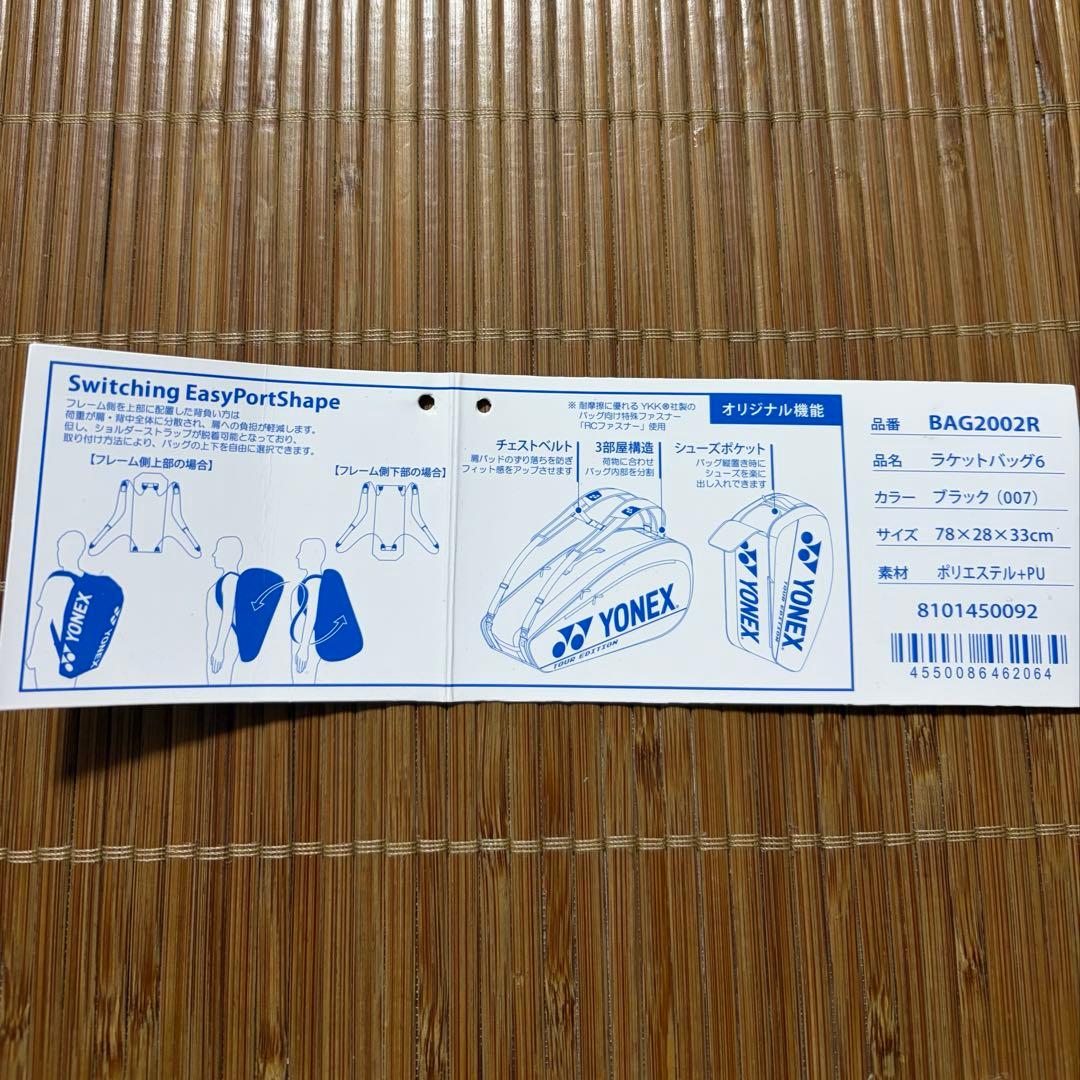 Switching EasyPortShape
フレーム側を上部に配置した背負い方は
荷重が肩・背中全体に分散され、肩への負担が軽減します。
但し、ショルダーストラップが脱着可能となっており、
取り付け方法により、バッグの上下を自由に選択できます。
【フレーム側上部の場合】
【フレーム側下部の場合】
YONEX
YONEX
※耐摩擦に優れる YKK®社製の
バッグ向け特殊ファスナー
「RCファスナー」使用
オリジナル機能
チェストベルト
肩パッドのずり落ちを防ぎ
フィット感をアップさせます
3部屋構造
荷物に合わせ
バッグ内部を分割
シューズポケット
バッグ縦置き時に
シューズを楽に
出し入れできます
YONEX®
TOUR EDITION
YONEX
YONEX
TOUR EDITION
品番 BAG2002R
品名 ラケットバッグ6
カラー ブラック（007）
サイズ 78×28×33cm
素材 ポリエステル+PU
8101450092
4550086462064